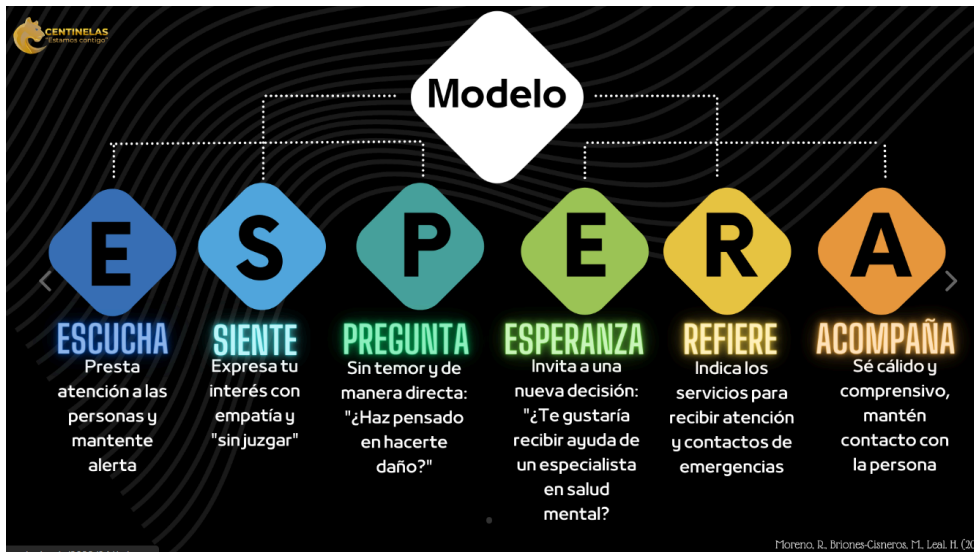 CENTINELAS
"Estamos contigo"
Modelo
E
ESCUCHA
Presta
atención a las
personas y
mantente
alerta
S
SIENTE
Expresa tu
interés con
empatía y
"sin juzgar"
P
PREGUNTA
Sin temor y de
manera directa:
"¿Haz pensado
en hacerte
daño?"
E
ESPERANZA
Invita a una
nueva decisión:
"¿Te gustaría
recibir ayuda de
un especialista
en salud
mental?
R
REFIERE
Indica los
servicios para
recibir atención
y contactos de
emergencias
A
ACOMPAÑA
Sé cálido y
comprensivo,
mantén
contacto con
la persona
Moreno, R., Briones-Cisneros, M., Leal, H. (20